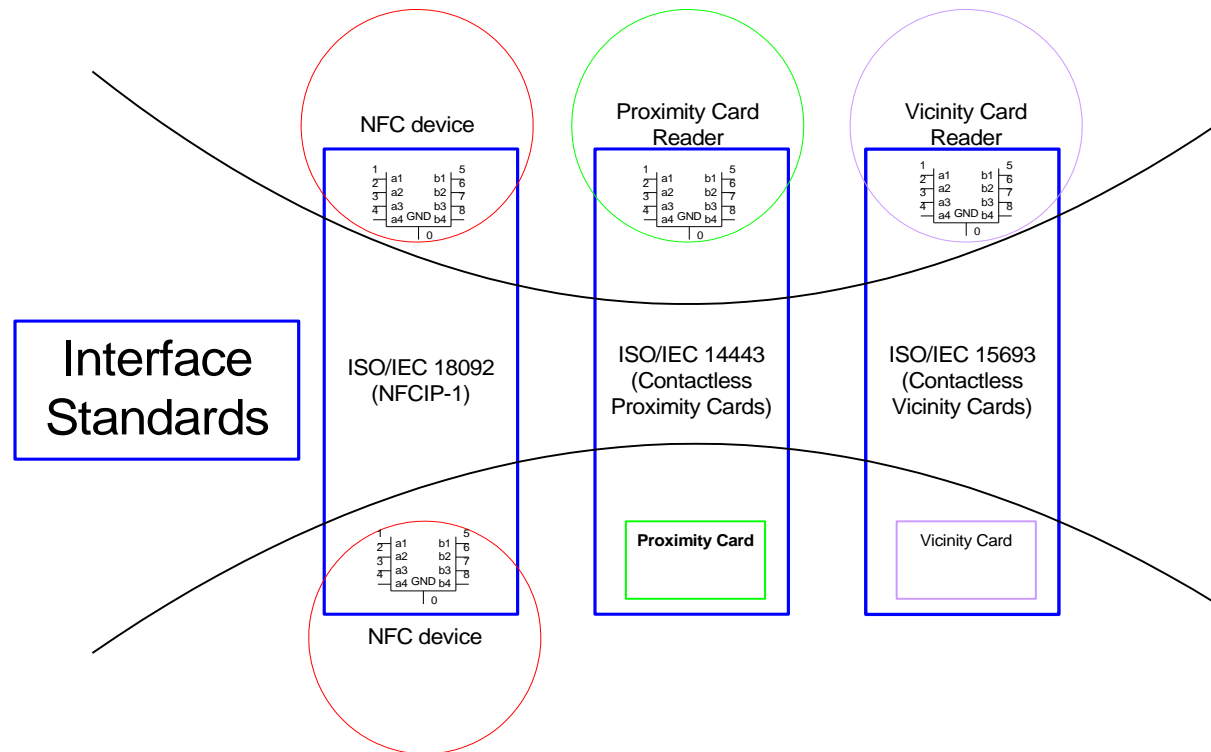 NFC device
Proximity Card
Reader
Vicinity Card
Reader
1 a1 b1 5
2 a2 b2 6
3 a3 b3 7
4 a4 GND b4 8
0
1 a1 b1 5
2 a2 b2 6
3 a3 b3 7
4 a4 GND b4 8
0
1 a1 b1 5
2 a2 b2 6
3 a3 b3 7
4 a4 GND b4 8
0
Interface
Standards
ISO/IEC 18092
(NFCIP-1)
ISO/IEC 14443
(Contactless
Proximity Cards)
ISO/IEC 15693
(Contactless
Vicinity Cards)
1 a1 b1 5
2 a2 b2 6
3 a3 b3 7
4 a4 GND b4 8
0
NFC device
Proximity Card
Vicinity Card